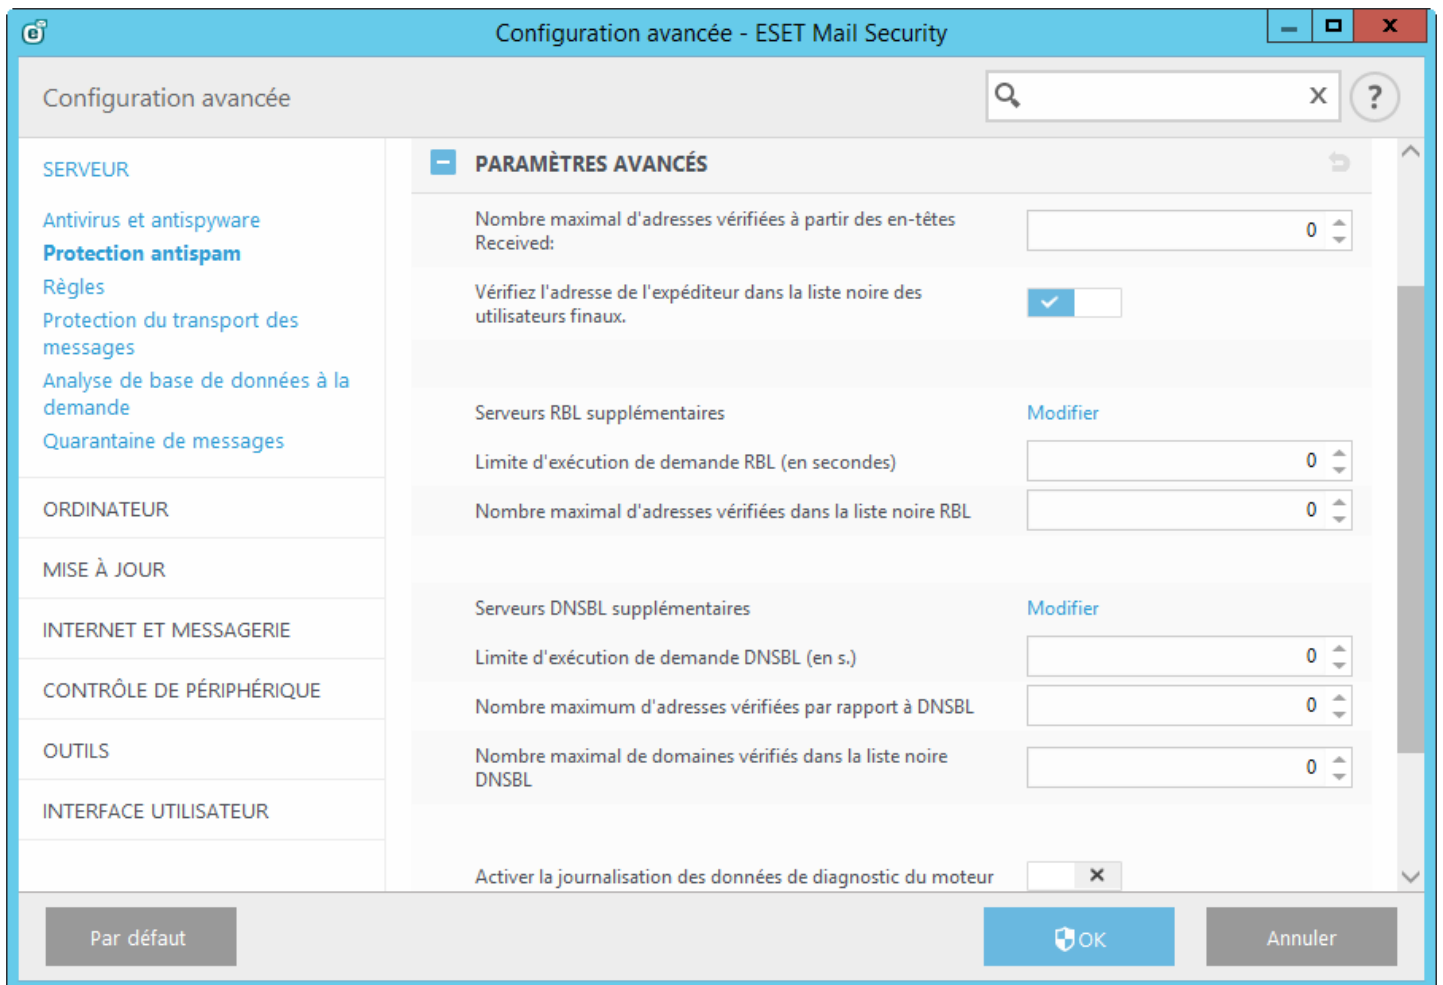 Configuration avancée - ESET Mail Security
Configuration avancée
SERVEUR
Antivirus et antispyware
Protection antispam
Règles
Protection du transport des
messages
Analyse de base de données à la
demande
Quarantaine de messages
ORDINATEUR
MISE À JOUR
INTERNET ET MESSAGERIE
CONTRÔLE DE PÉRIPHÉRIQUE
OUTILS
INTERFACE UTILISATEUR
PARAMÈTRES AVANCÉS
Nombre maximal d'adresses vérifiées à partir des en-têtes
Received:
0
Vérifiez l'adresse de l'expéditeur dans la liste noire des
utilisateurs finaux.
Serveurs RBL supplémentaires
Modifier
Limite d'exécution de demande RBL (en secondes)
0
Nombre maximal d'adresses vérifiées dans la liste noire RBL
0
Serveurs DNSBL supplémentaires
Modifier
Limite d'exécution de demande DNSBL (en s.)
0
Nombre maximum d'adresses vérifiées par rapport à DNSBL
0
Nombre maximal de domaines vérifiés dans la liste noire
DNSBL
0
Activer la journalisation des données de diagnostic du moteur
Par défaut
OK
Annuler